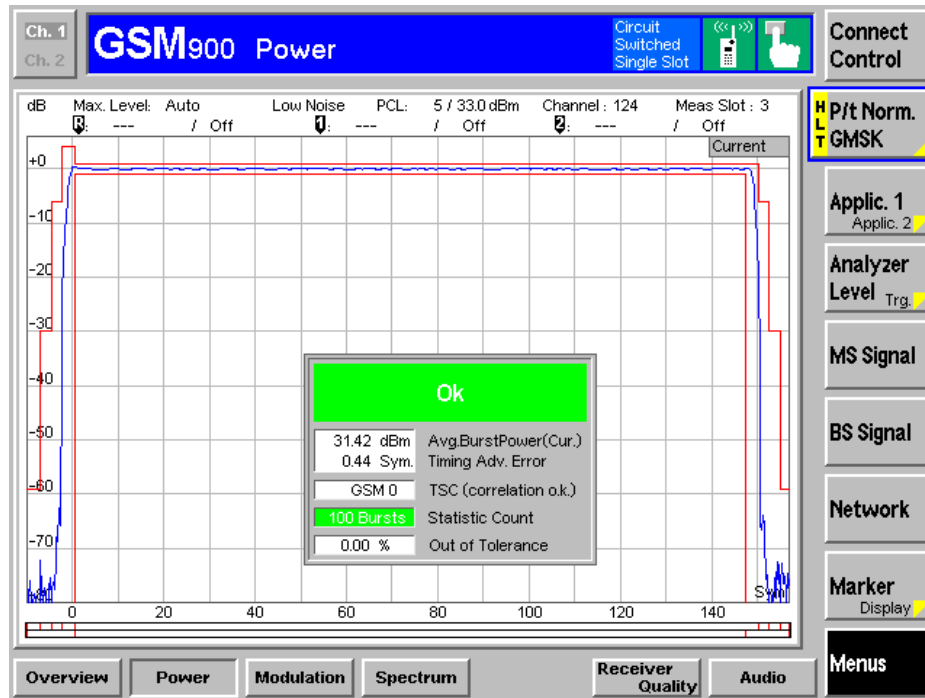 Ch. 1
Ch. 2
GSM900 Power
Circuit
Switched
Single Slot
Connect
Control
dB Max. Level: Auto Low Noise PCL: 5 / 33.0 dBm Channel : 124 Meas Slot : 3
R: --- / Off 1: --- / Off 2: --- / Off
Current
H
L
T
P/t Norm.
GMSK
Applic. 1
Applic. 2
Analyzer
Level Trg.
MS Signal
BS Signal
Network
Marker
Display
Menus
+0
-10
-20
-30
-40
-50
-60
-70
Ok
31.42 dBm Avg.BurstPower(Cur.)
0.44 Sym. Timing Adv. Error
GSM 0 TSC (correlation o.k.)
100 Bursts Statistic Count
0.00 % Out of Tolerance
Sym
0 20 40 60 80 100 120 140
Overview
Power
Modulation
Spectrum
Receiver
Quality
Audio